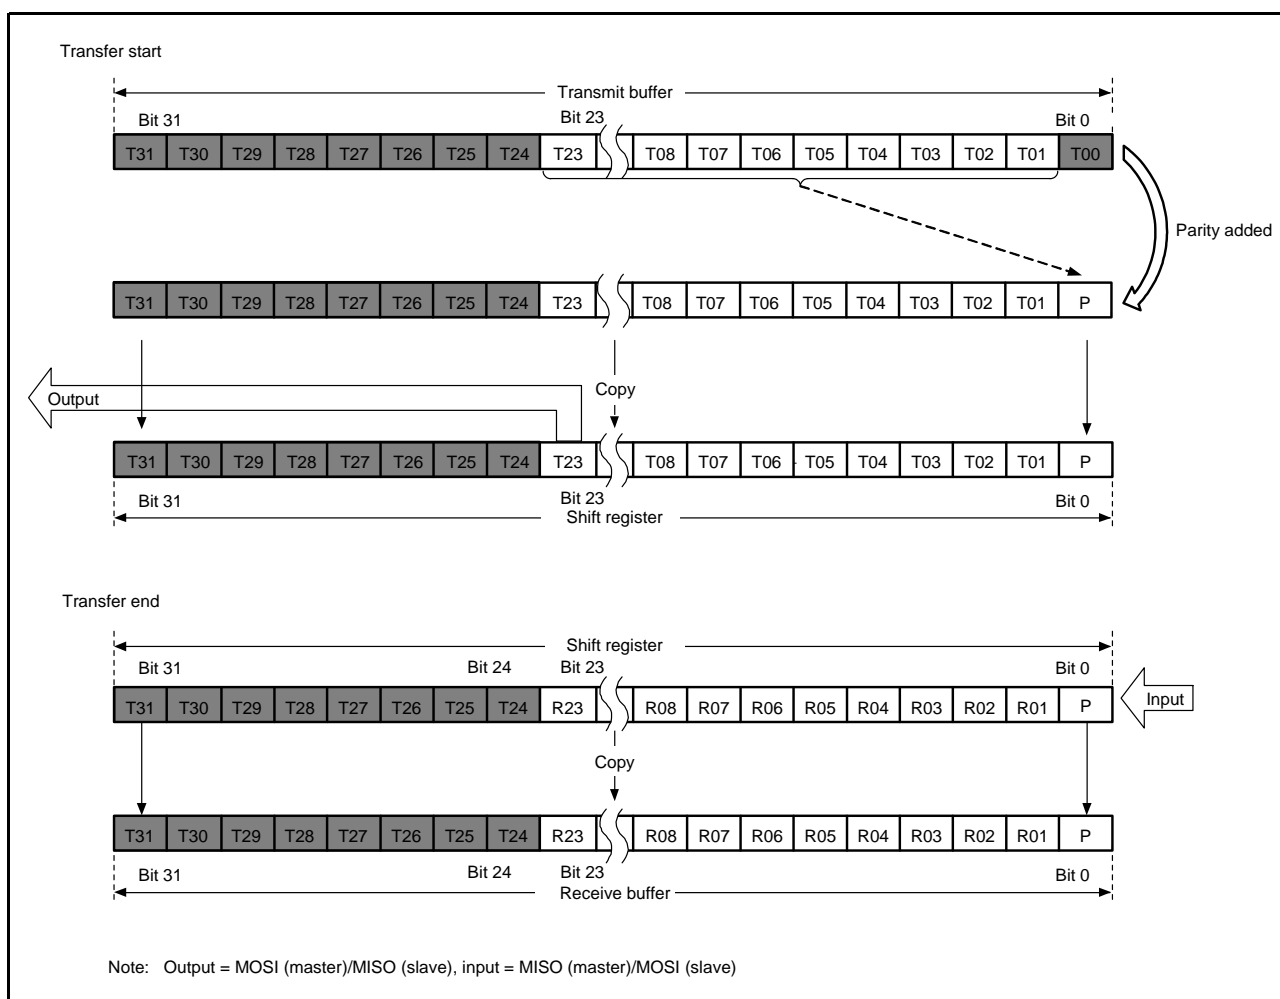 Transfer start
Transmit buffer
Bit 31 Bit 23 Bit 0
T31 T30 T29 T28 T27 T26 T25 T24 T23 T08 T07 T06 T05 T04 T03 T02 T01 T00
Parity added
T31 T30 T29 T28 T27 T26 T25 T24 T23 T08 T07 T06 T05 T04 T03 T02 T01 P
Copy
Output
T31 T30 T29 T28 T27 T26 T25 T24 T23 T08 T07 T06 T05 T04 T03 T02 T01 P
Bit 31 Bit 23 Bit 0
Shift register
Transfer end
Shift register
Bit 31 Bit 24 Bit 23 Bit 0
T31 T30 T29 T28 T27 T26 T25 T24 R23 R08 R07 R06 R05 R04 R03 R02 R01 P
Input
Copy
T31 T30 T29 T28 T27 T26 T25 T24 R23 R08 R07 R06 R05 R04 R03 R02 R01 P
Bit 31 Bit 24 Bit 23 Bit 0
Receive buffer
Note: Output = MOSI (master)/MISO (slave), input = MISO (master)/MOSI (slave)